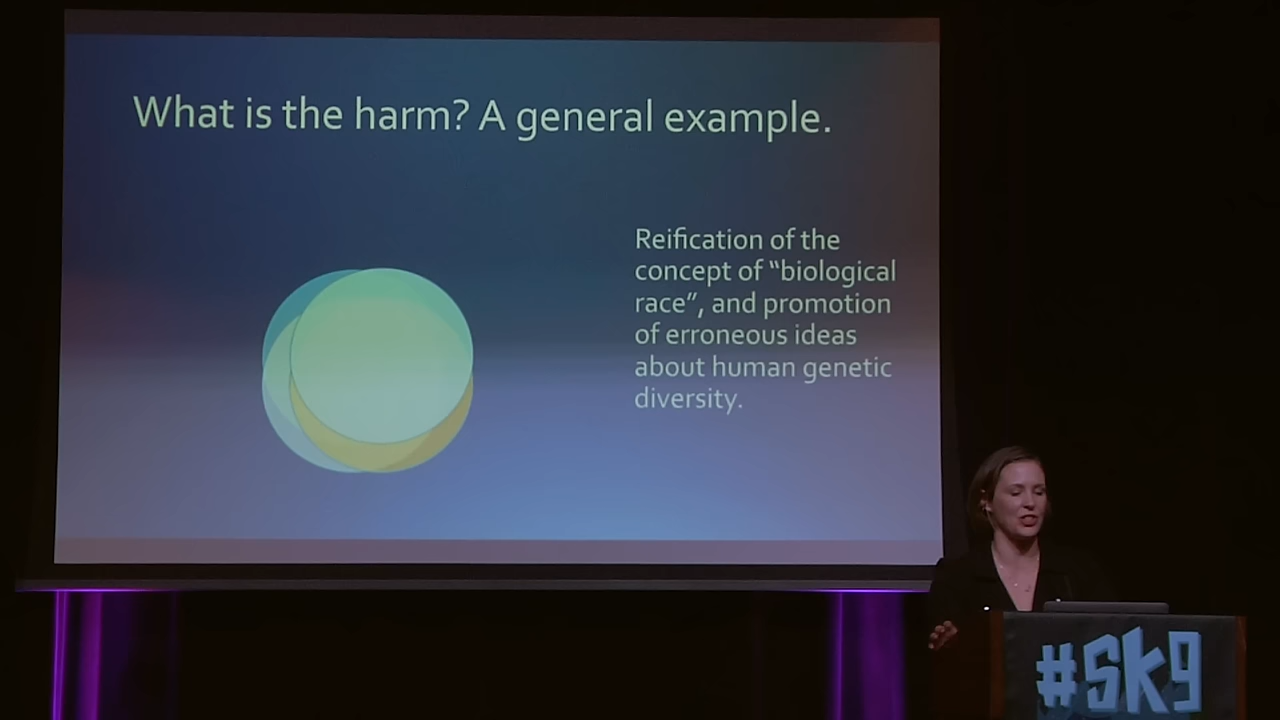 What is the harm? A general example.
Reification of the
concept of “biological
race”, and promotion
of erroneous ideas
about human genetic
diversity.
#sk9